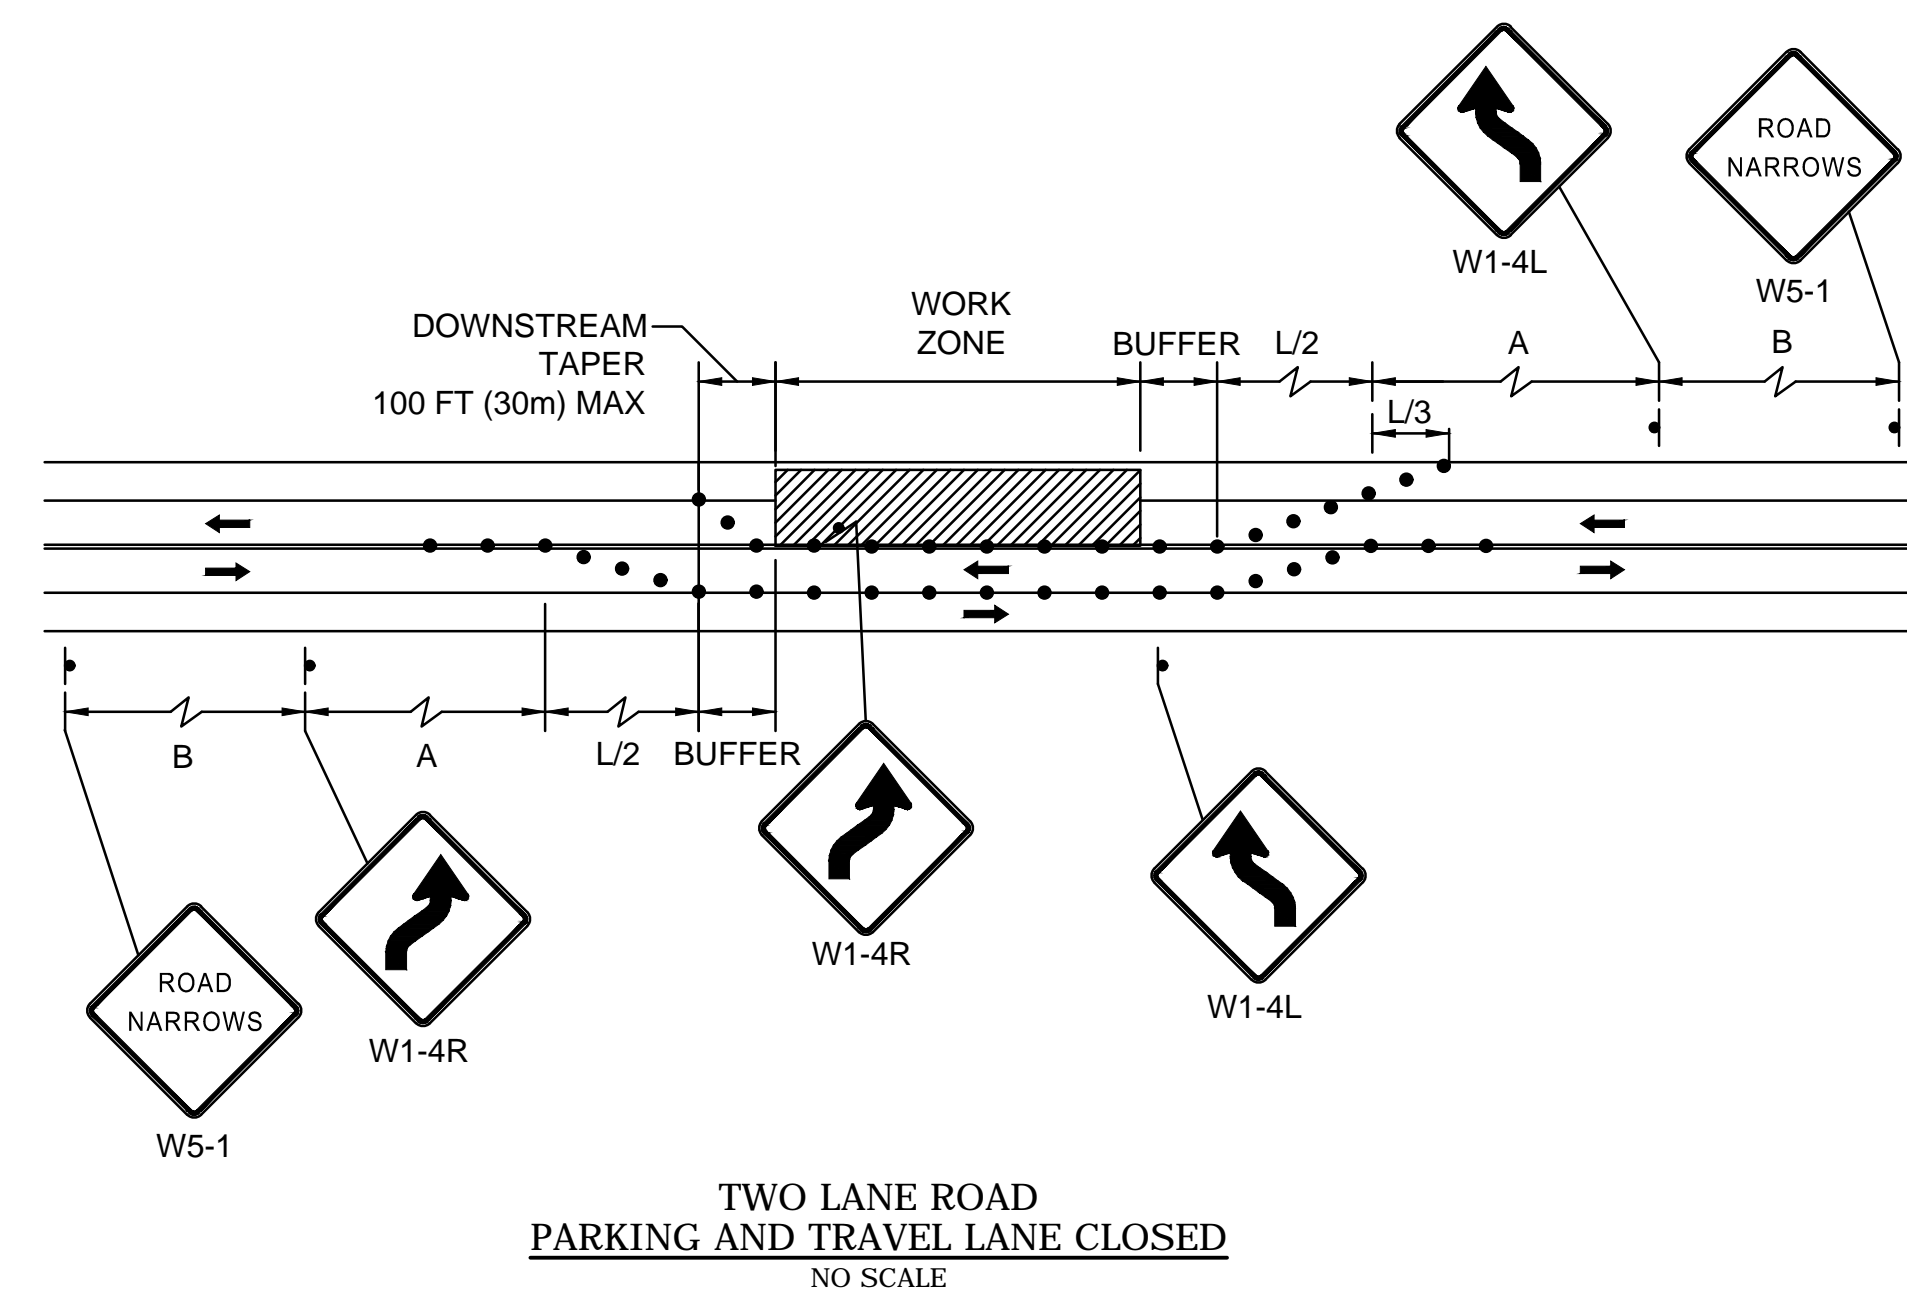 ROAD
NARROWS
W1-4L
W5-1
DOWNSTREAM
TAPER
100 FT (30m) MAX
WORK
ZONE
BUFFER
L/2
A
B
L/3
B
A
L/2
BUFFER
W1-4R
W1-4L
W1-4R
ROAD
NARROWS
W5-1
TWO LANE ROAD
PARKING AND TRAVEL LANE CLOSED
NO SCALE